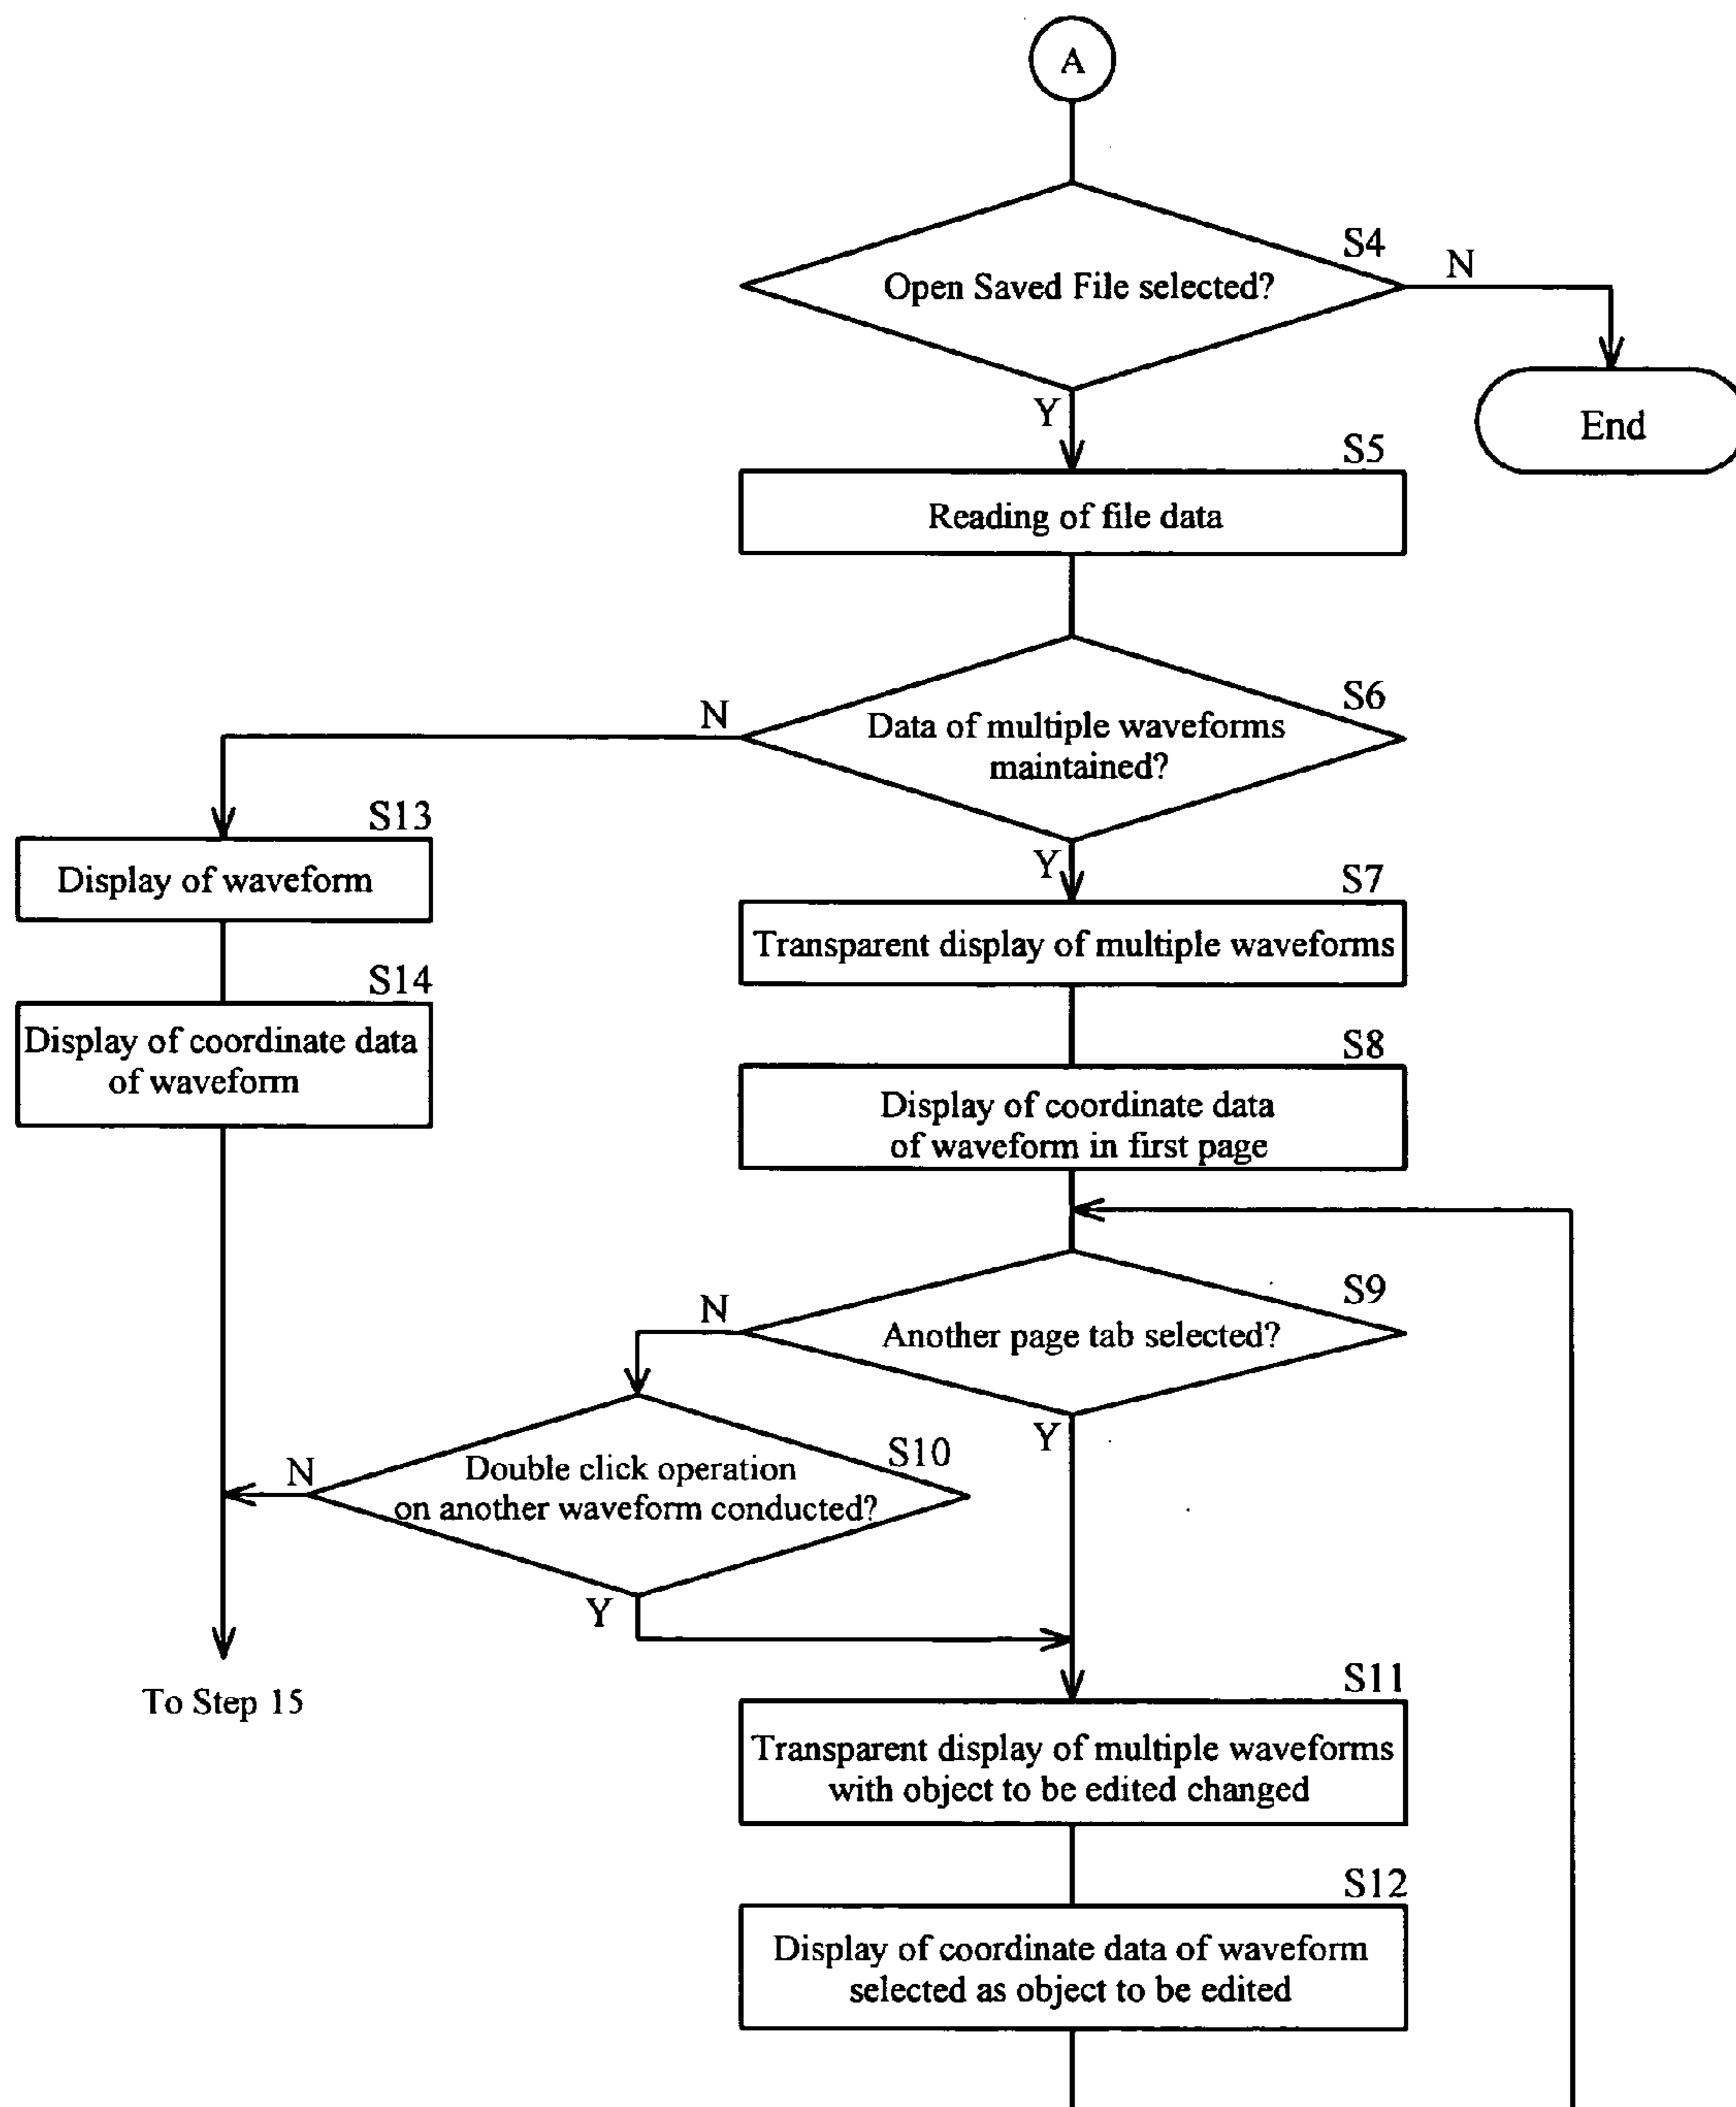 A
S4
Open Saved File selected?
N
End
Y
S5
Reading of file data
S6
N
Data of multiple waveforms
maintained?
Y
S13
Display of waveform
S7
Transparent display of multiple waveforms
S14
Display of coordinate data
of waveform
S8
Display of coordinate data
of waveform in first page
S9
N
Another page tab selected?
Y
S10
N
Double click operation
on another waveform conducted?
Y
To Step 15
S11
Transparent display of multiple waveforms
with object to be edited changed
S12
Display of coordinate data of waveform
selected as object to be edited